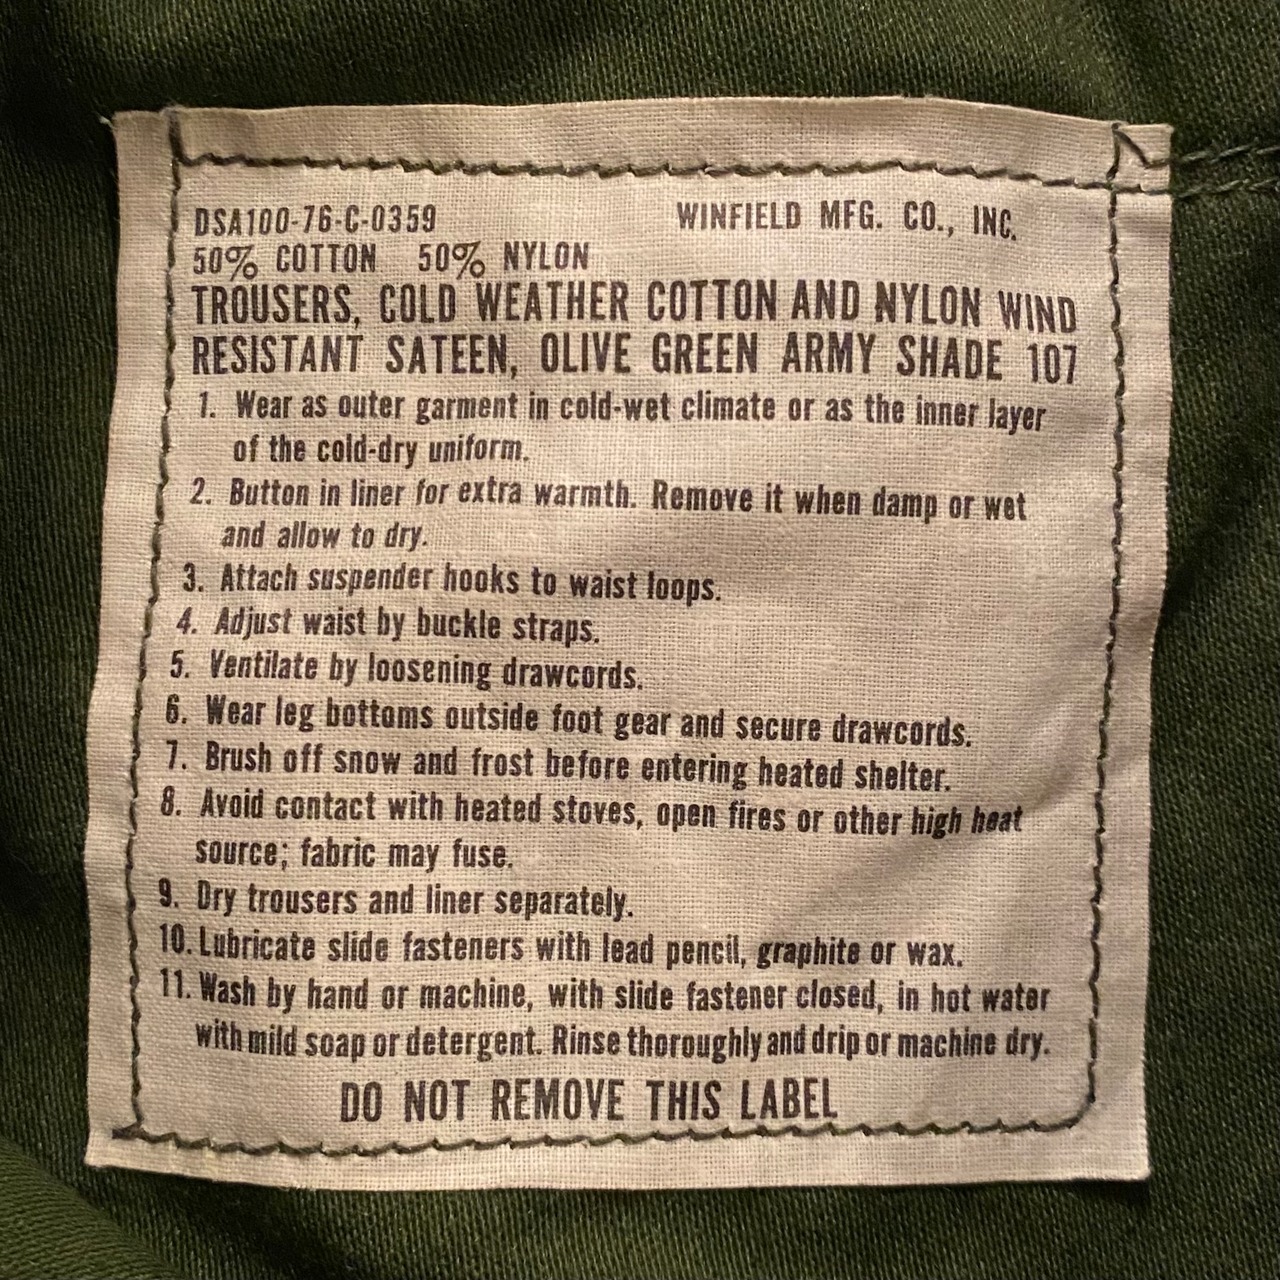 DSA100-76-C-0359 WINFIELD MFG. CO., INC.
50% COTTON 50% NYLON
TROUSERS, COLD WEATHER COTTON AND NYLON WIND
RESISTANT SATEEN, OLIVE GREEN ARMY SHADE 107
1. Wear as outer garment in cold-wet climate or as the inner layer
of the cold-dry uniform.
2. Button in liner for extra warmth. Remove it when damp or wet
and allow to dry.
3. Attach suspender hooks to waist loops.
4. Adjust waist by buckle straps.
5. Ventilate by loosening drawcords.
6. Wear leg bottoms outside foot gear and secure drawcords.
7. Brush off snow and frost before entering heated shelter.
8. Avoid contact with heated stoves, open fires or other high heat
source; fabric may fuse.
9. Dry trousers and liner separately.
10. Lubricate slide fasteners with lead pencil, graphite or wax.
11. Wash by hand or machine, with slide fastener closed, in hot water
with mild soap or detergent. Rinse thoroughly and drip or machine dry.
DO NOT REMOVE THIS LABEL